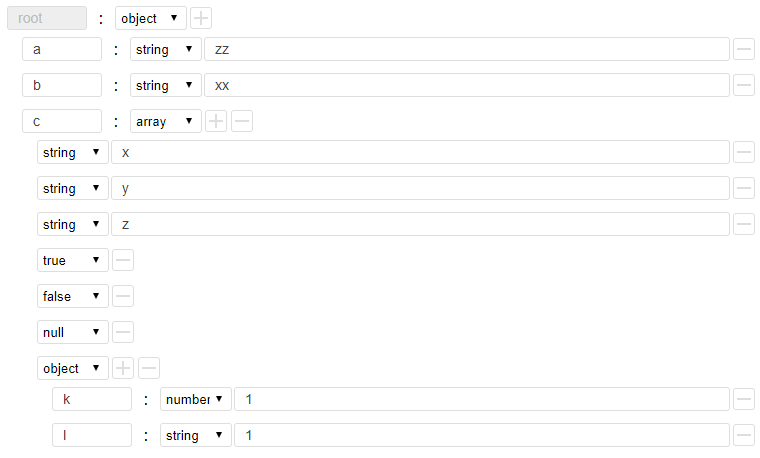 root : object
a : string zz
b : string xx
c : array
string x
string y
string z
true
false
null
object
k : number 1
l : string 1